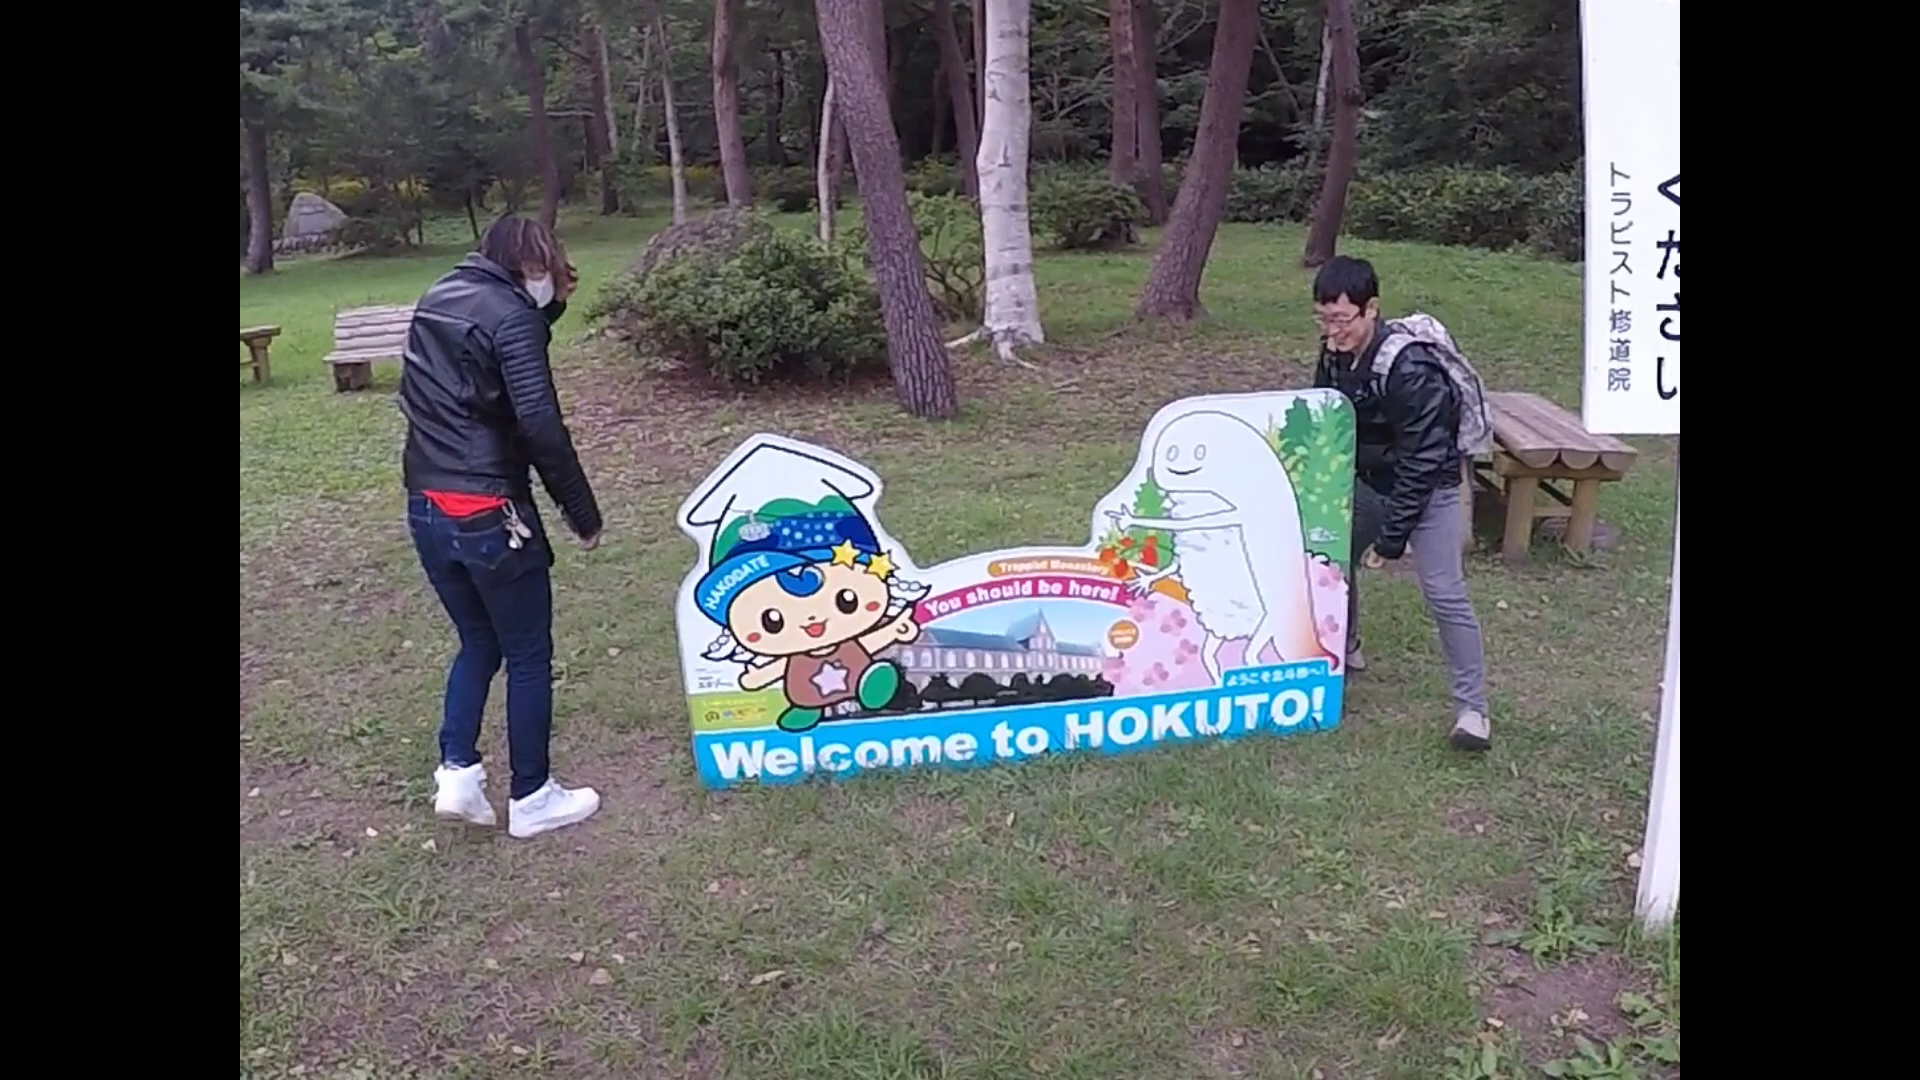 HAKODATE
Trappist Monastery
You should be here!
ようこそ北斗市へ!
Welcome to HOKUTO!
ください
トラピスト修道院